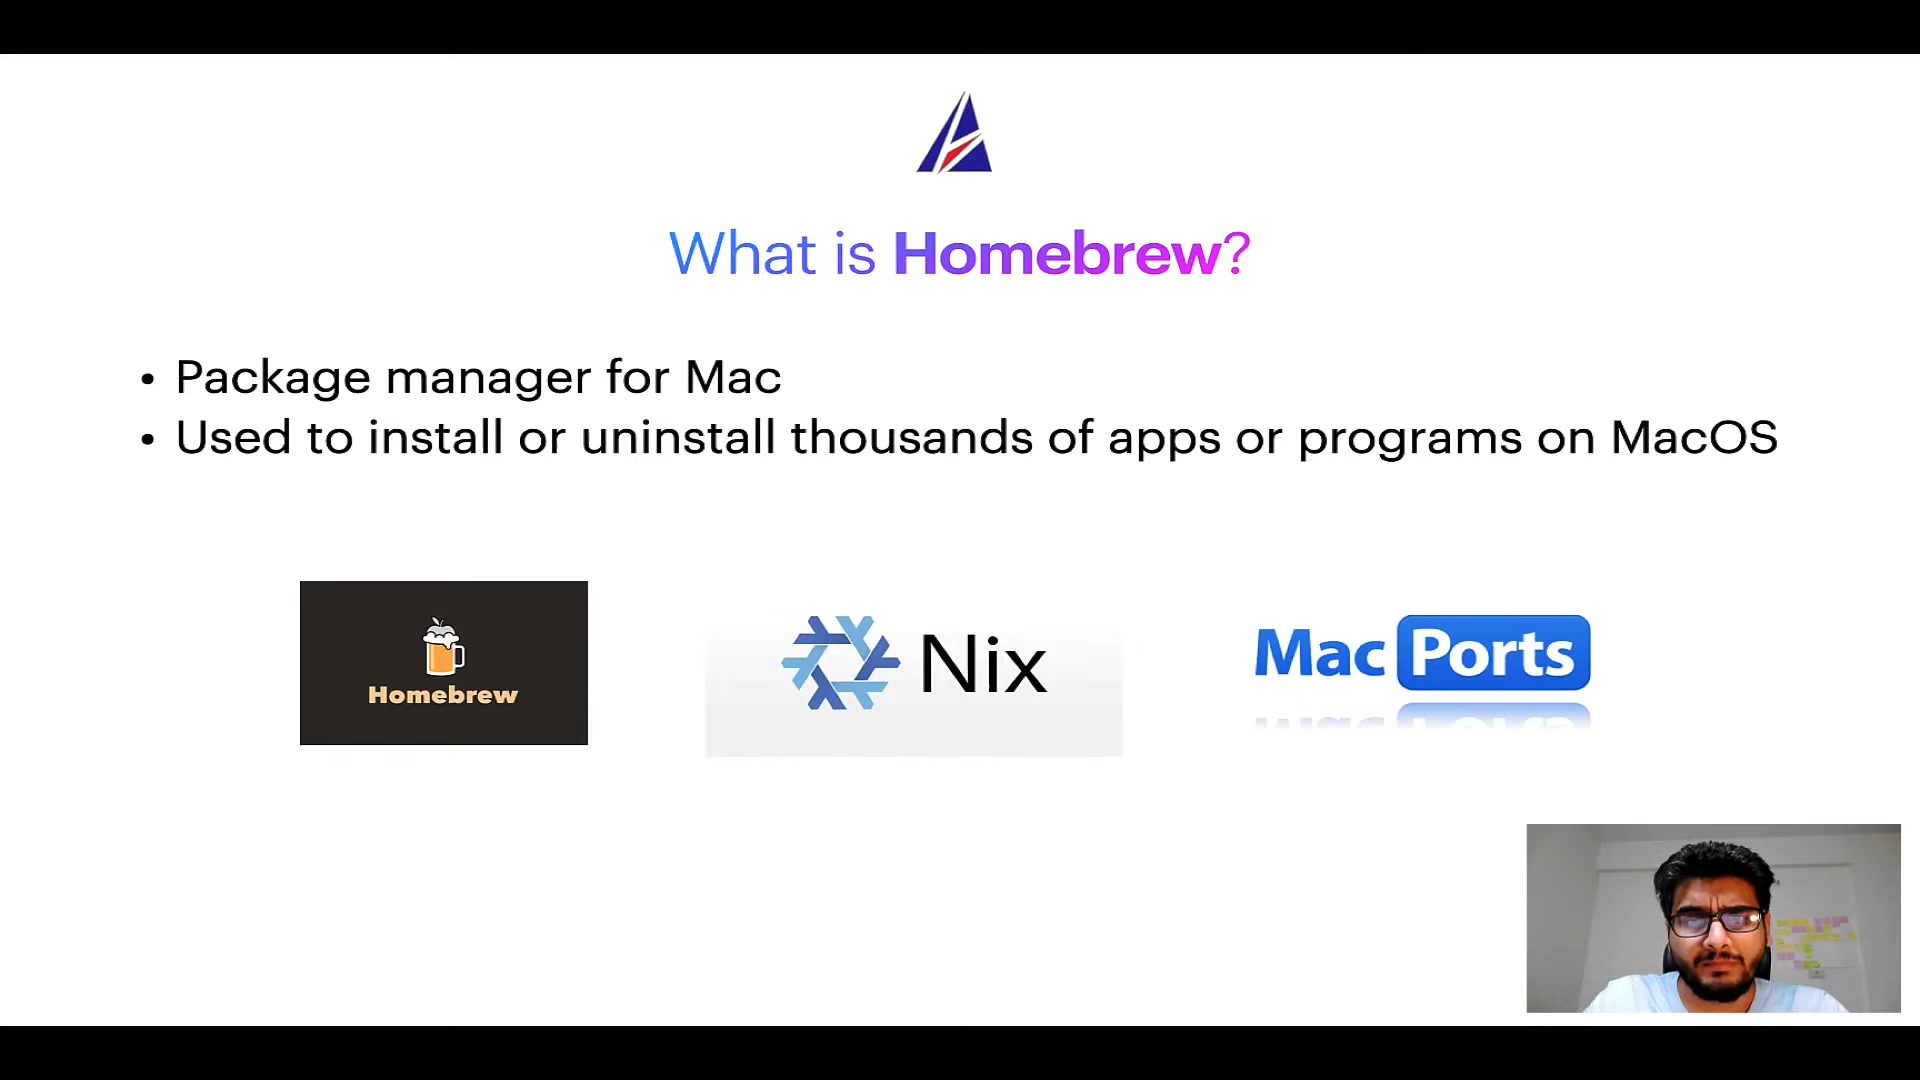 What is Homebrew?
• Package manager for Mac
• Used to install or uninstall thousands of apps or programs on MacOS
Homebrew
Nix
Mac Ports